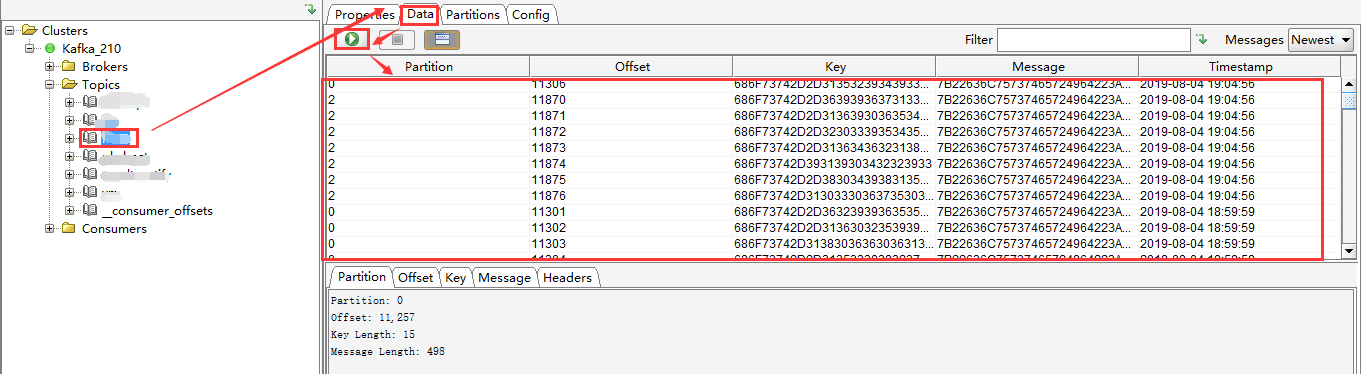 Clusters
Kafka_210
Brokers
Topics
__consumer_offsets
Consumers
Properties Data Partitions Config
Filter Messages Newest
Partition Offset Key Message Timestamp
0 11306 686F73742D2D31353239343933... 7B22636C75737465724964223A... 2019-08-04 19:04:56
2 11870 686F73742D2D36393936373133... 7B22636C75737465724964223A... 2019-08-04 19:04:56
2 11871 686F73742D2D31363930363534... 7B22636C75737465724964223A... 2019-08-04 19:04:56
2 11872 686F73742D2D32303339353435... 7B22636C75737465724964223A... 2019-08-04 19:04:56
2 11873 686F73742D2D31363436323138... 7B22636C75737465724964223A... 2019-08-04 19:04:56
2 11874 686F73742D393139303432323933 7B22636C75737465724964223A... 2019-08-04 19:04:56
2 11875 686F73742D2D38303439383135... 7B22636C75737465724964223A... 2019-08-04 19:04:56
2 11876 686F73742D31303330363735303... 7B22636C75737465724964223A... 2019-08-04 19:04:56
0 11301 686F73742D2D36323939363535... 7B22636C75737465724964223A... 2019-08-04 18:59:59
0 11302 686F73742D2D31363032353939... 7B22636C75737465724964223A... 2019-08-04 18:59:59
0 11303 686F73742D31383036363036313... 7B22636C75737465724964223A... 2019-08-04 18:59:59
Partition Offset Key Message Headers
Partition: 0
Offset: 11,257
Key Length: 15
Message Length: 498